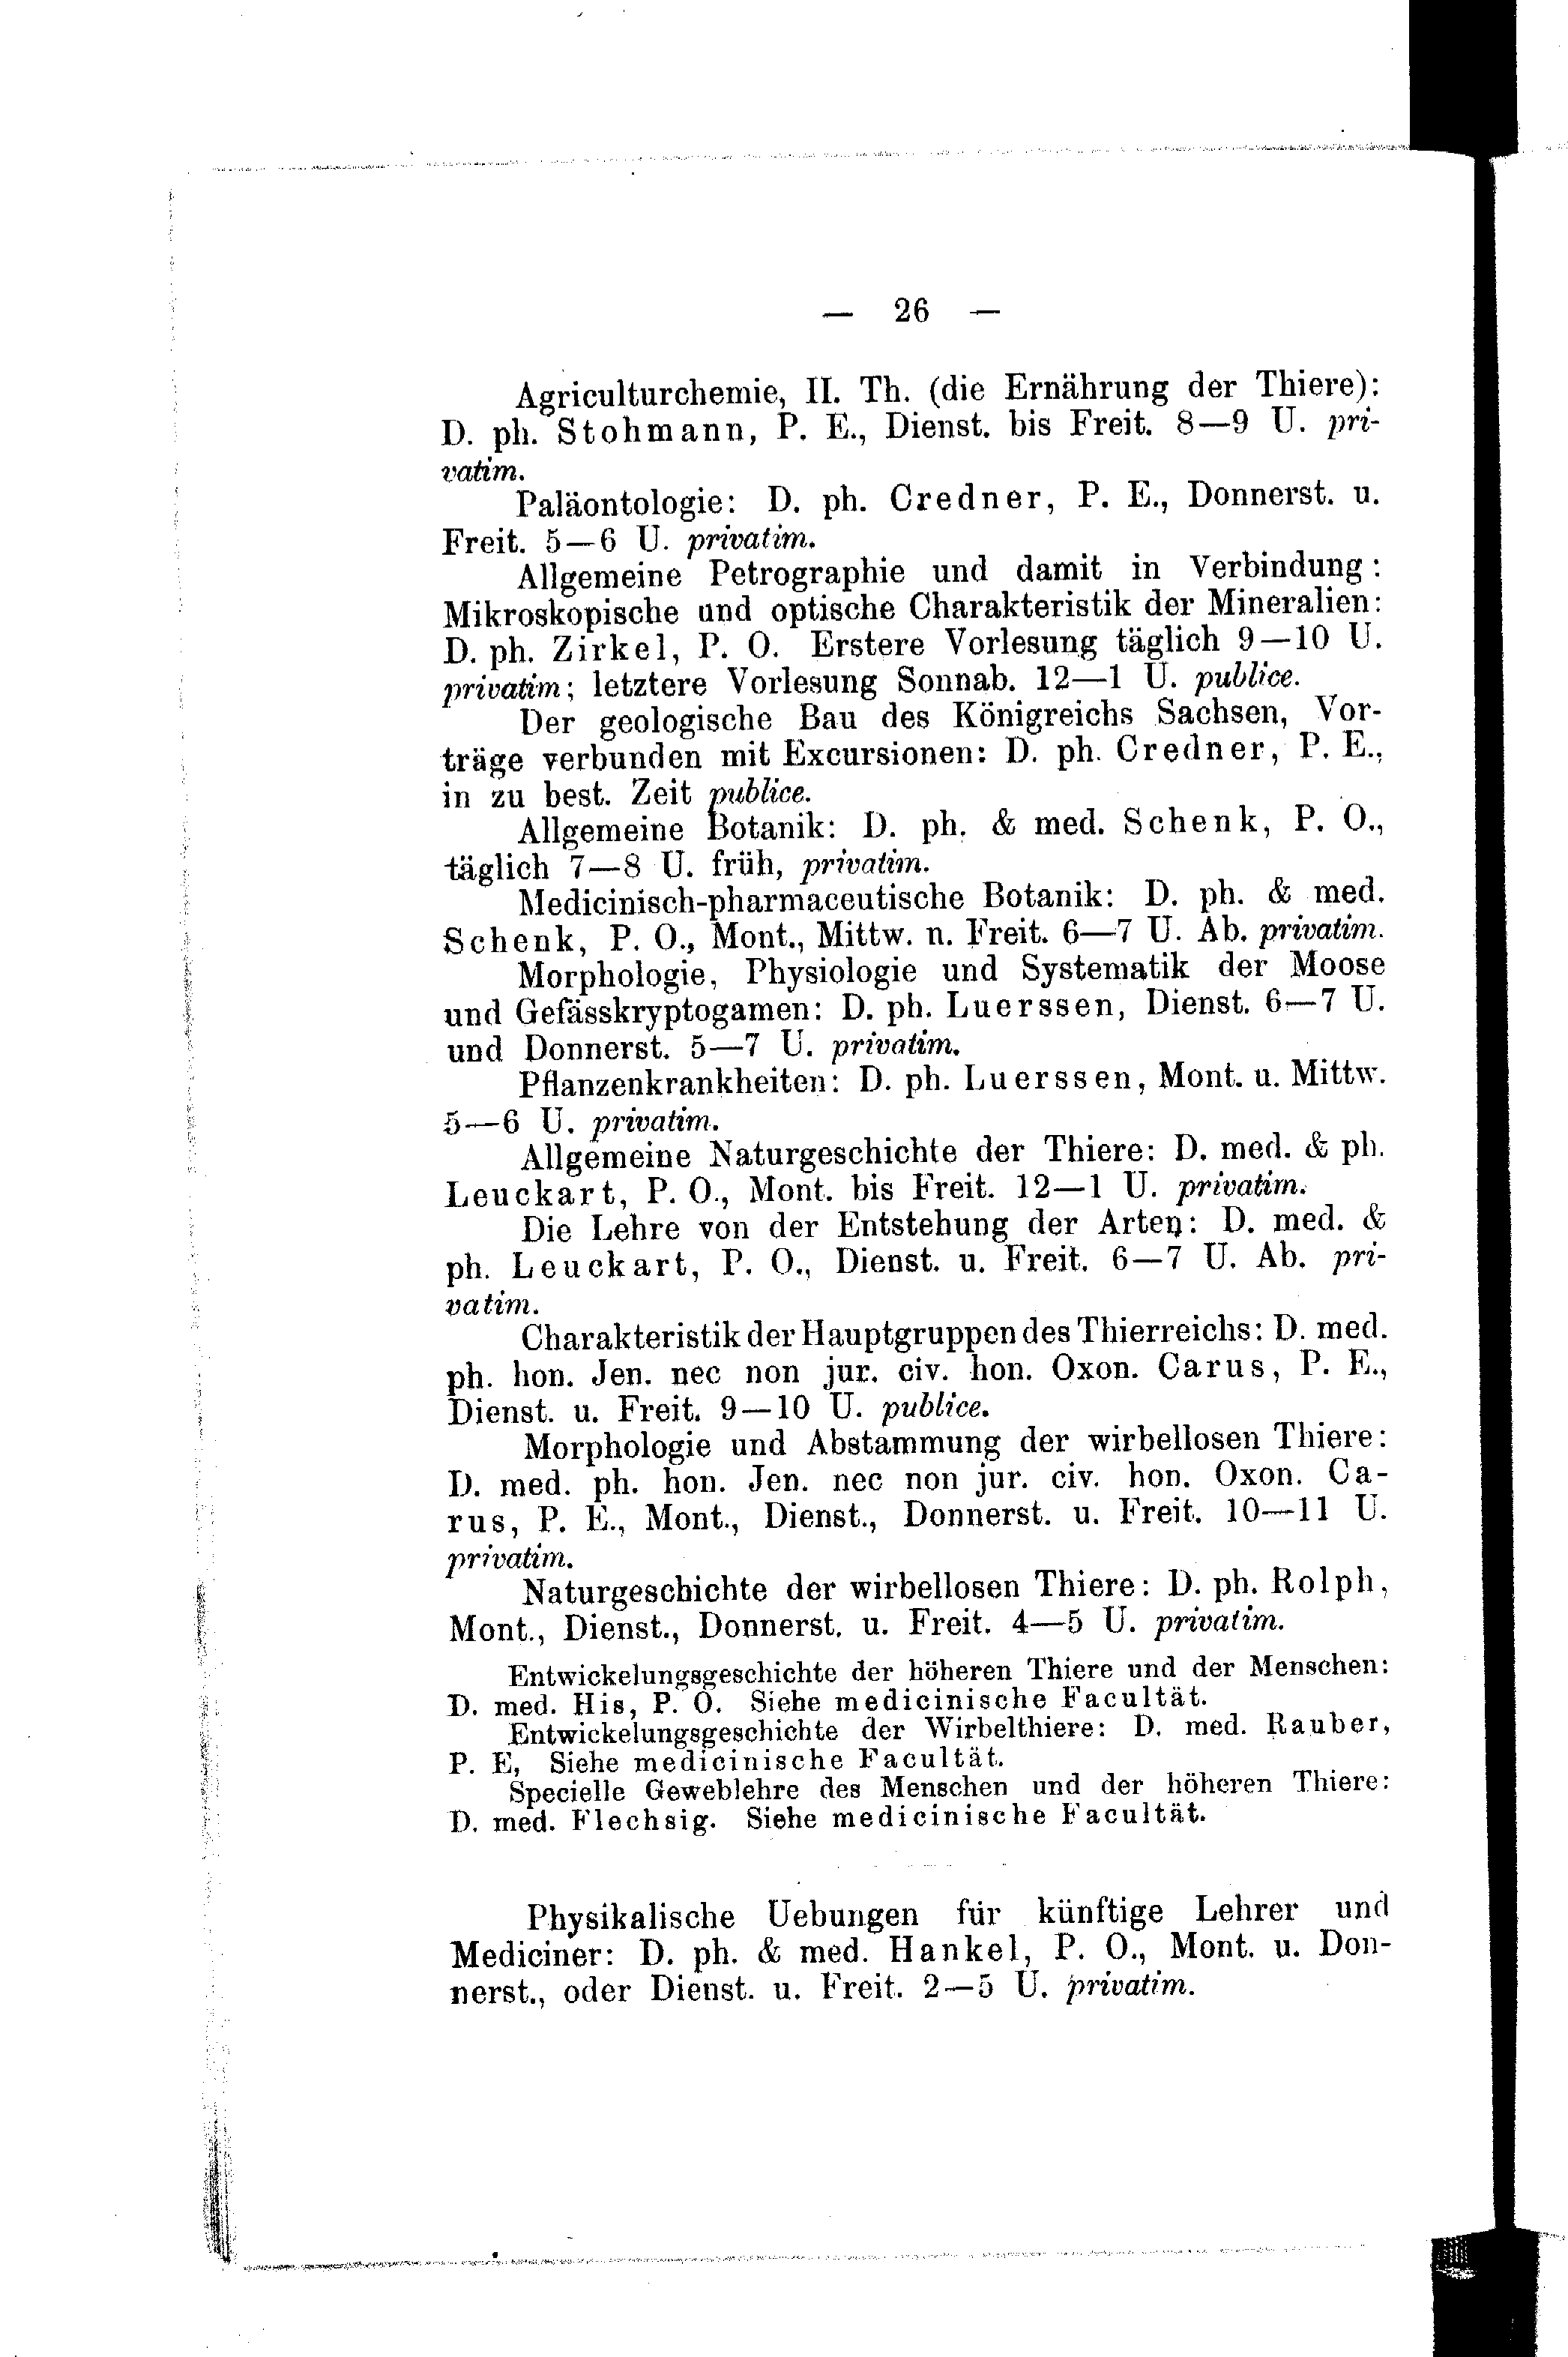 — 26 —
Agriculturchemie, II. Th. (die Ernährung der Thiere):
D. ph. Stohmann, P. E., Dienst. bis Freit. 8—9 U. pri-
vatim.
Paläontologie: D. ph. Credner, P. E., Donnerst. u.
Freit. 5—6 U. privatim.
Allgemeine Petrographie und damit in Verbindung:
Mikroskopische und optische Charakteristik der Mineralien:
D. ph. Zirkel, P. O. Erstere Vorlesung täglich 9—10 U.
privatim; letztere Vorlesung Sonnab. 12—1 U. publice.
Der geologische Bau des Königreichs Sachsen, Vor-
träge verbunden mit Excursionen: D. ph. Credner, P. E.,
in zu best. Zeit publice.
Allgemeine Botanik: D. ph. & med. Schenk, P. O.,
täglich 7—8 U. früh, privatim.
Medicinisch-pharmaceutische Botanik: D. ph. & med.
Schenk, P. O., Mont., Mittw. n. Freit. 6—7 U. Ab. privatim.
Morphologie, Physiologie und Systematik der Moose
und Gefässkryptogamen: D. ph. Luerssen, Dienst. 6—7 U.
und Donnerst. 5—7 U. privatim.
Pflanzenkrankheiten: D. ph. Luerssen, Mont. u. Mittw.
5—6 U. privatim.
Allgemeine Naturgeschichte der Thiere: D. med. & ph.
Leuckart, P. O., Mont. bis Freit. 12—1 U. privatim.
Die Lehre von der Entstehung der Arten: D. med. &
ph. Leuckart, P. O., Dienst. u. Freit. 6—7 U. Ab. pri-
vatim.
Charakteristik der Hauptgruppen des Thierreichs: D. med.
ph. hon. Jen. nec non jur. civ. hon. Oxon. Carus, P. E.,
Dienst. u. Freit. 9—10 U. publice.
Morphologie und Abstammung der wirbellosen Thiere:
D. med. ph. hon. Jen. nec non jur. civ. hon. Oxon. Ca-
rus, P. E., Mont., Dienst., Donnerst. u. Freit. 10—11 U.
privatim.
Naturgeschichte der wirbellosen Thiere: D. ph. Rolph,
Mont., Dienst., Donnerst. u. Freit. 4—5 U. privatim.
Entwickelungsgeschichte der höheren Thiere und der Menschen:
D. med. His, P. O. Siehe medicinische Facultät.
Entwickelungsgeschichte der Wirbelthiere: D. med. Rauber,
P. E, Siehe medicinische Facultät.
Specielle Geweblehre des Menschen und der höheren Thiere:
D. med. Flechsig. Siehe medicinische Facultät.
Physikalische Uebungen für künftige Lehrer und
Mediciner: D. ph. & med. Hankel, P. O., Mont. u. Don-
nerst., oder Dienst. u. Freit. 2—5 U. privatim.